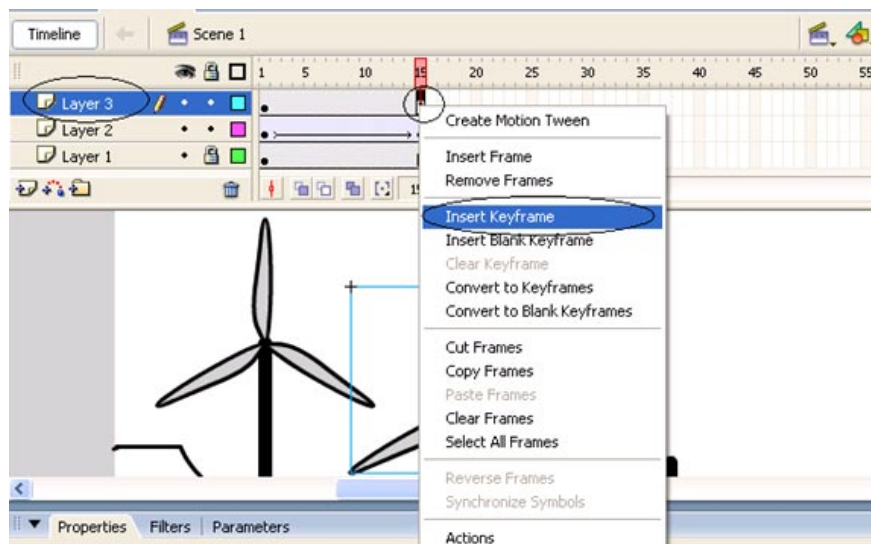 Timeline Scene 1
1 5 10 15 20 25 30 35 40 45 50 55
Layer 3
Layer 2
Layer 1
Create Motion Tween
Insert Frame
Remove Frames
Insert Keyframe
Insert Blank Keyframe
Clear Keyframe
Convert to Keyframes
Convert to Blank Keyframes
Cut Frames
Copy Frames
Paste Frames
Clear Frames
Select All Frames
Reverse Frames
Synchronize Symbols
Actions
Properties Filters Parameters